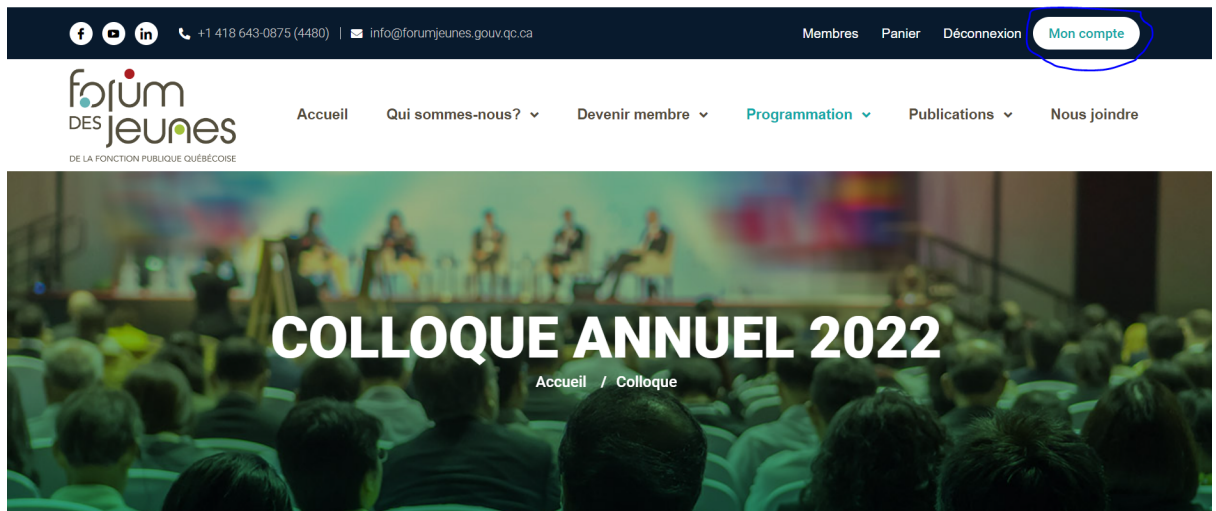 +1 418 643-0875 (4480) | info@forumjeunes.gouv.qc.ca Membres Panier Déconnexion Mon compte
forum
DES jeunes
DE LA FONCTION PUBLIQUE QUÉBÉCOISE
Accueil Qui sommes-nous? Devenir membre Programmation Publications Nous joindre
COLLOQUE ANNUEL 2022
Accueil / Colloque